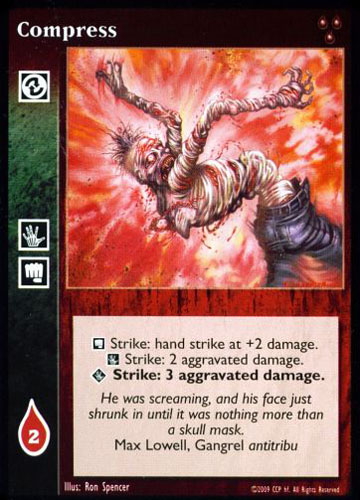 Compress
Strike: hand strike at +2 damage.
Strike: 2 aggravated damage.
Strike: 3 aggravated damage.
He was screaming, and his face just
shrunk in until it was nothing more than
a skull mask.
Max Lowell, Gangrel antitribu
2
Illus: Ron Spencer
©2009 CCP hf. All Rights Reserved